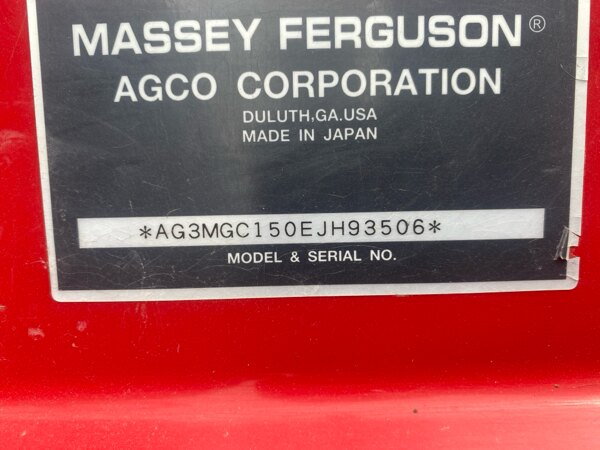 MASSEY FERGUSON®
AGCO CORPORATION
DULUTH,GA.USA
MADE IN JAPAN
*AG3MGC150EJH93506*
MODEL & SERIAL NO.